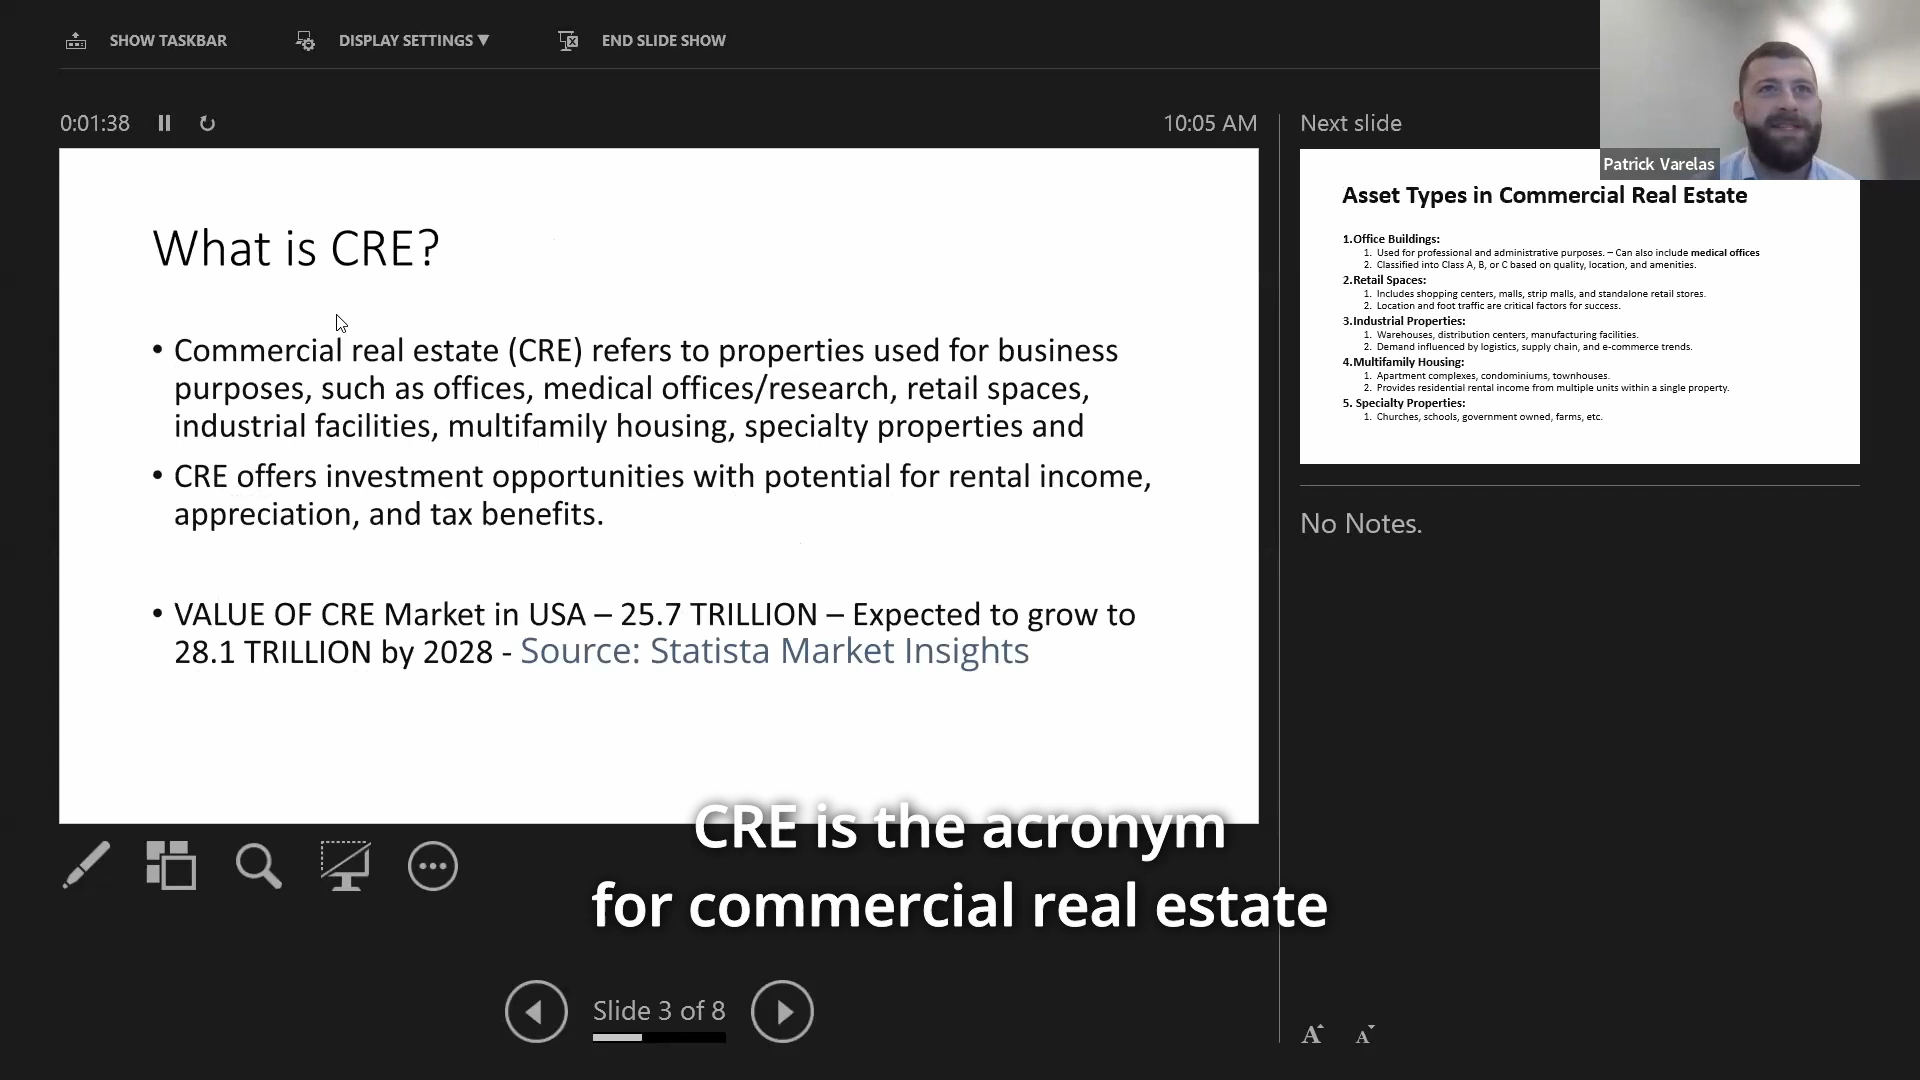 SHOW TASKBAR
DISPLAY SETTINGS ▼
END SLIDE SHOW
0:01:38
10:05 AM
Next slide
Patrick Varelas
What is CRE?
• Commercial real estate (CRE) refers to properties used for business
purposes, such as offices, medical offices/research, retail spaces,
industrial facilities, multifamily housing, specialty properties and
• CRE offers investment opportunities with potential for rental income,
appreciation, and tax benefits.
• VALUE OF CRE Market in USA – 25.7 TRILLION – Expected to grow to
28.1 TRILLION by 2028 - Source: Statista Market Insights
Asset Types in Commercial Real Estate
1.Office Buildings:
1. Used for professional and administrative purposes. – Can also include medical offices
2. Classified into Class A, B, or C based on quality, location, and amenities.
2.Retail Spaces:
1. Includes shopping centers, malls, strip malls, and standalone retail stores.
2. Location and foot traffic are critical factors for success.
3.Industrial Properties:
1. Warehouses, distribution centers, manufacturing facilities.
2. Demand influenced by logistics, supply chain, and e-commerce trends.
4.Multifamily Housing:
1. Apartment complexes, condominiums, townhouses.
2. Provides residential rental income from multiple units within a single property.
5. Specialty Properties:
1. Churches, schools, government owned, farms, etc.
No Notes.
CRE is the acronym
for commercial real estate
Slide 3 of 8
A A